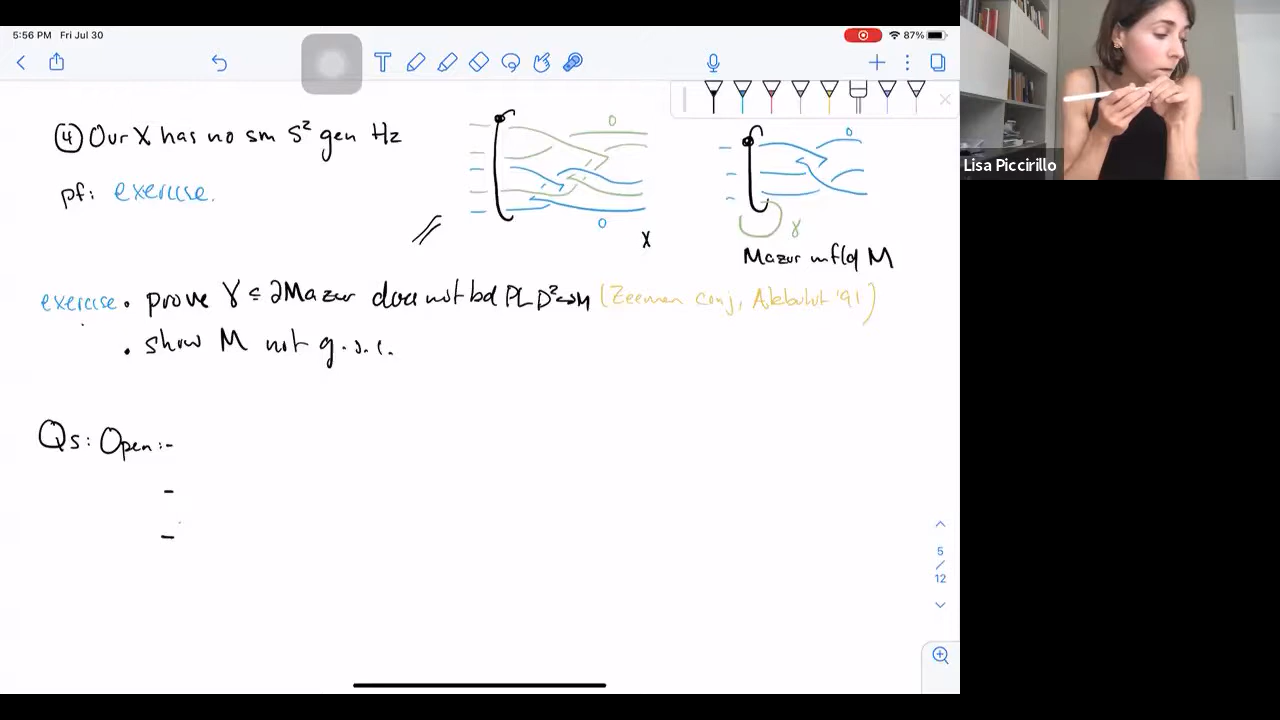 5:56 PM Fri Jul 30
87%
Lisa Piccirillo
④ Our X has no sm S² gen H₂
pf: exercise.
0
0
X
0
γ
Mazur mfld M
exercise • prove γ ⊆ ∂Mazur does not bd PL D²↪M (Zeeman conj, Akbulut '91)
• show M not g.s.c.
Qs: Open:-
-
-
5
/
12